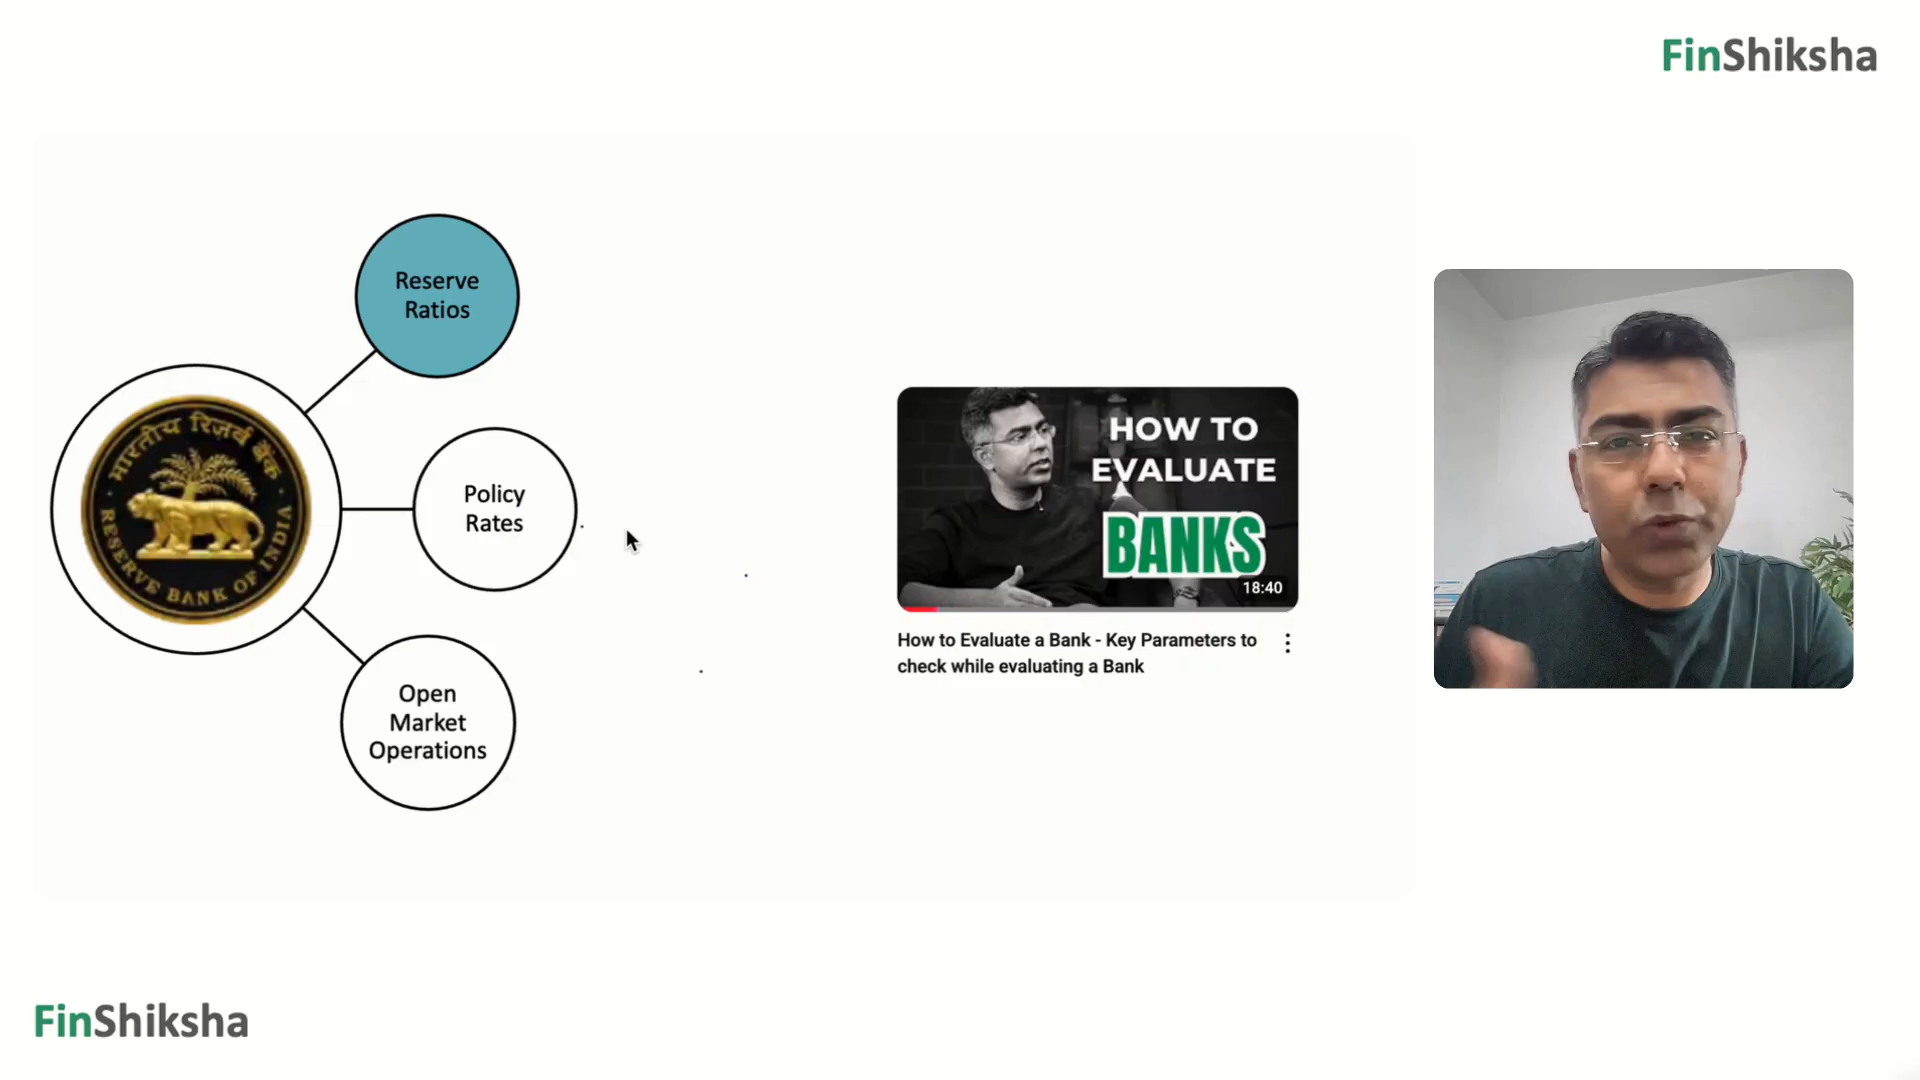 FinShiksha
Reserve
Ratios
भारतीय रिज़र्व बैंक
RESERVE BANK OF INDIA
Policy
Rates
Open
Market
Operations
HOW TO
EVALUATE
BANKS
18:40
How to Evaluate a Bank - Key Parameters to
check while evaluating a Bank
FinShiksha